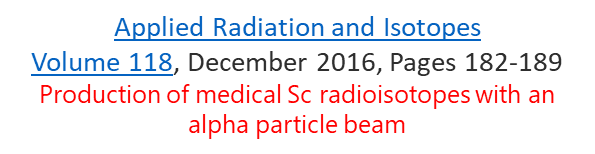 Applied Radiation and Isotopes
Volume 118, December 2016, Pages 182-189
Production of medical Sc radioisotopes with an
alpha particle beam